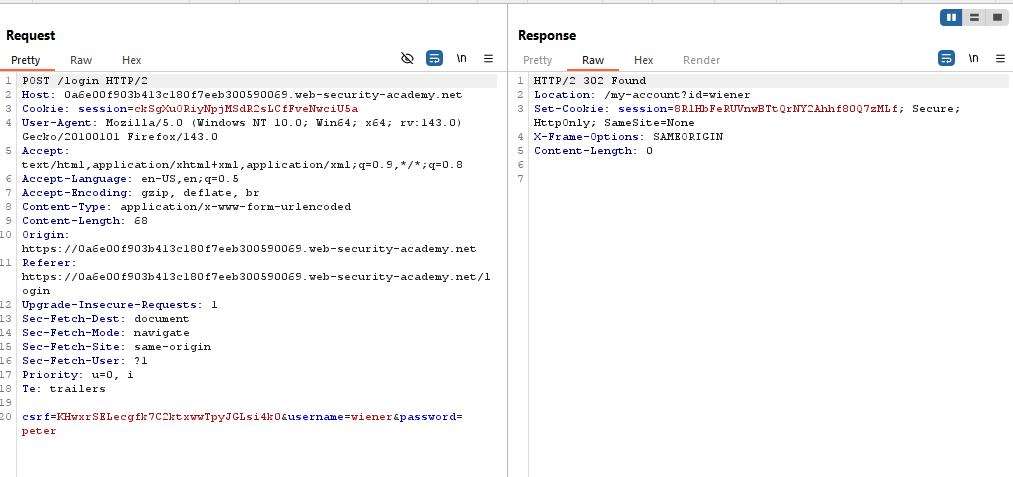 Request
Pretty Raw Hex
\n
1 POST /login HTTP/2
2 Host: 0a6e00f903b413c180f7eeb300590069.web-security-academy.net
3 Cookie: session=ckSgXuORiyNpjMSdR2sLCfFveNwciU5a
4 User-Agent: Mozilla/5.0 (Windows NT 10.0; Win64; x64; rv:143.0)
Gecko/20100101 Firefox/143.0
5 Accept:
text/html,application/xhtml+xml,application/xml;q=0.9,*/*;q=0.8
6 Accept-Language: en-US,en;q=0.5
7 Accept-Encoding: gzip, deflate, br
8 Content-Type: application/x-www-form-urlencoded
9 Content-Length: 68
10 Origin:
https://0a6e00f903b413c180f7eeb300590069.web-security-academy.net
11 Referer:
https://0a6e00f903b413c180f7eeb300590069.web-security-academy.net/l
ogin
12 Upgrade-Insecure-Requests: 1
13 Sec-Fetch-Dest: document
14 Sec-Fetch-Mode: navigate
15 Sec-Fetch-Site: same-origin
16 Sec-Fetch-User: ?1
17 Priority: u=0, i
18 Te: trailers
19
20 csrf=KHwxrSELecgfk7C2ktxwwTpyJGLsi4k0&username=wiener&password=
peter
Response
Pretty Raw Hex Render
\n
1 HTTP/2 302 Found
2 Location: /my-account?id=wiener
3 Set-Cookie: session=8R1HbFeRUVnwBTtQrNY2Ahhf80Q7zMLf; Secure;
HttpOnly; SameSite=None
4 X-Frame-Options: SAMEORIGIN
5 Content-Length: 0
6
7